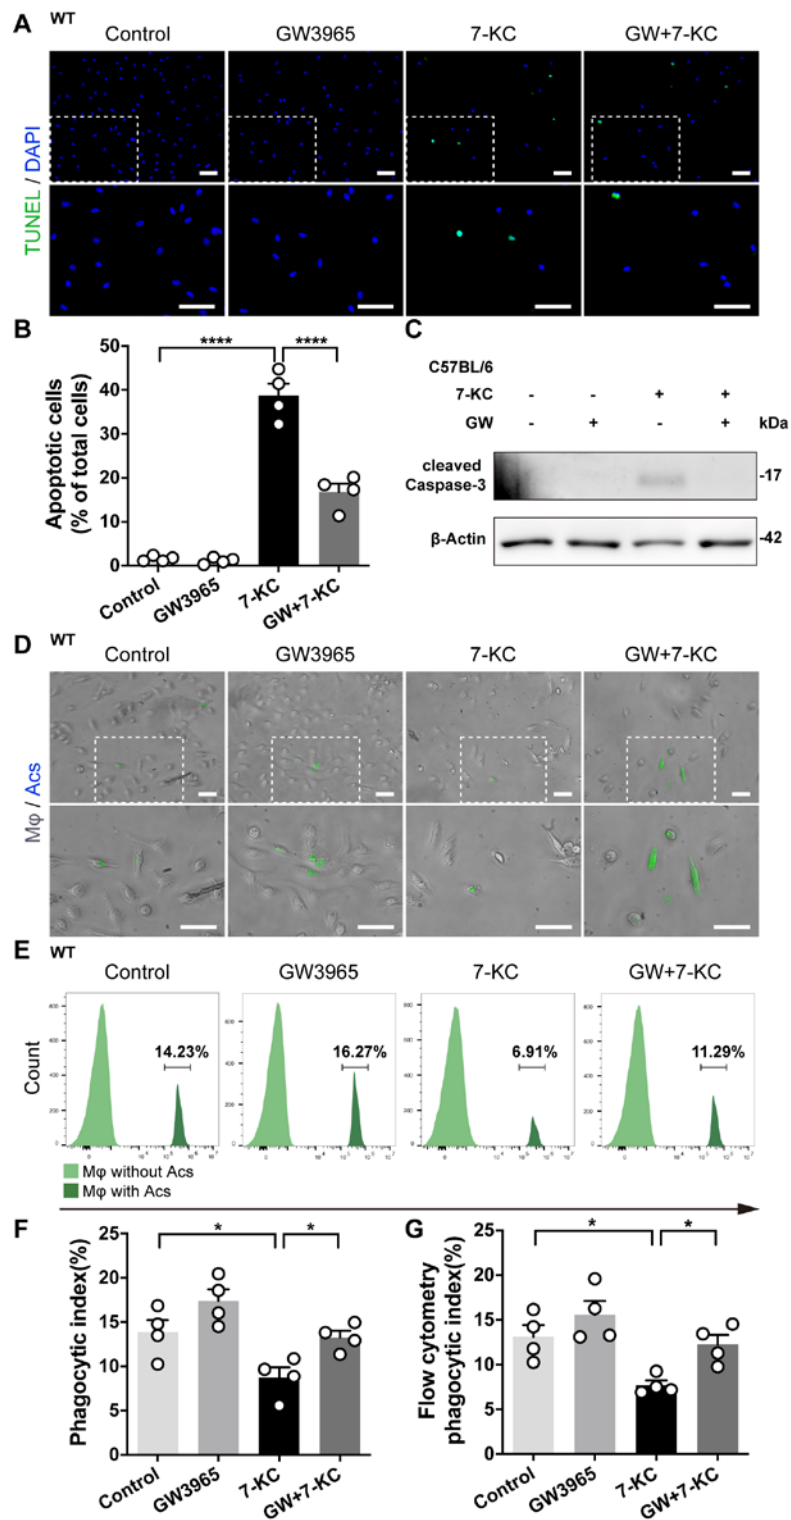 A WT
Control GW3965 7-KC GW+7-KC
TUNEL / DAPI
B
Apoptotic cells
(% of total cells)
50
40
30
20
10
0
**** ****
Control GW3965 7-KC GW+7-KC
C
C57BL/6
7-KC - - + +
GW - + - + kDa
cleaved
Caspase-3
-17
β-Actin -42
D WT
Control GW3965 7-KC GW+7-KC
Mφ / Acs
E WT
Control GW3965 7-KC GW+7-KC
Count
14.23% 16.27% 6.91% 11.29%
Mφ without Acs
Mφ with Acs
F
Phagocytic index(%)
25
20
15
10
5
0
* *
Control GW3965 7-KC GW+7-KC
G
Flow cytometry
phagocytic index(%)
25
20
15
10
5
0
* *
Control GW3965 7-KC GW+7-KC